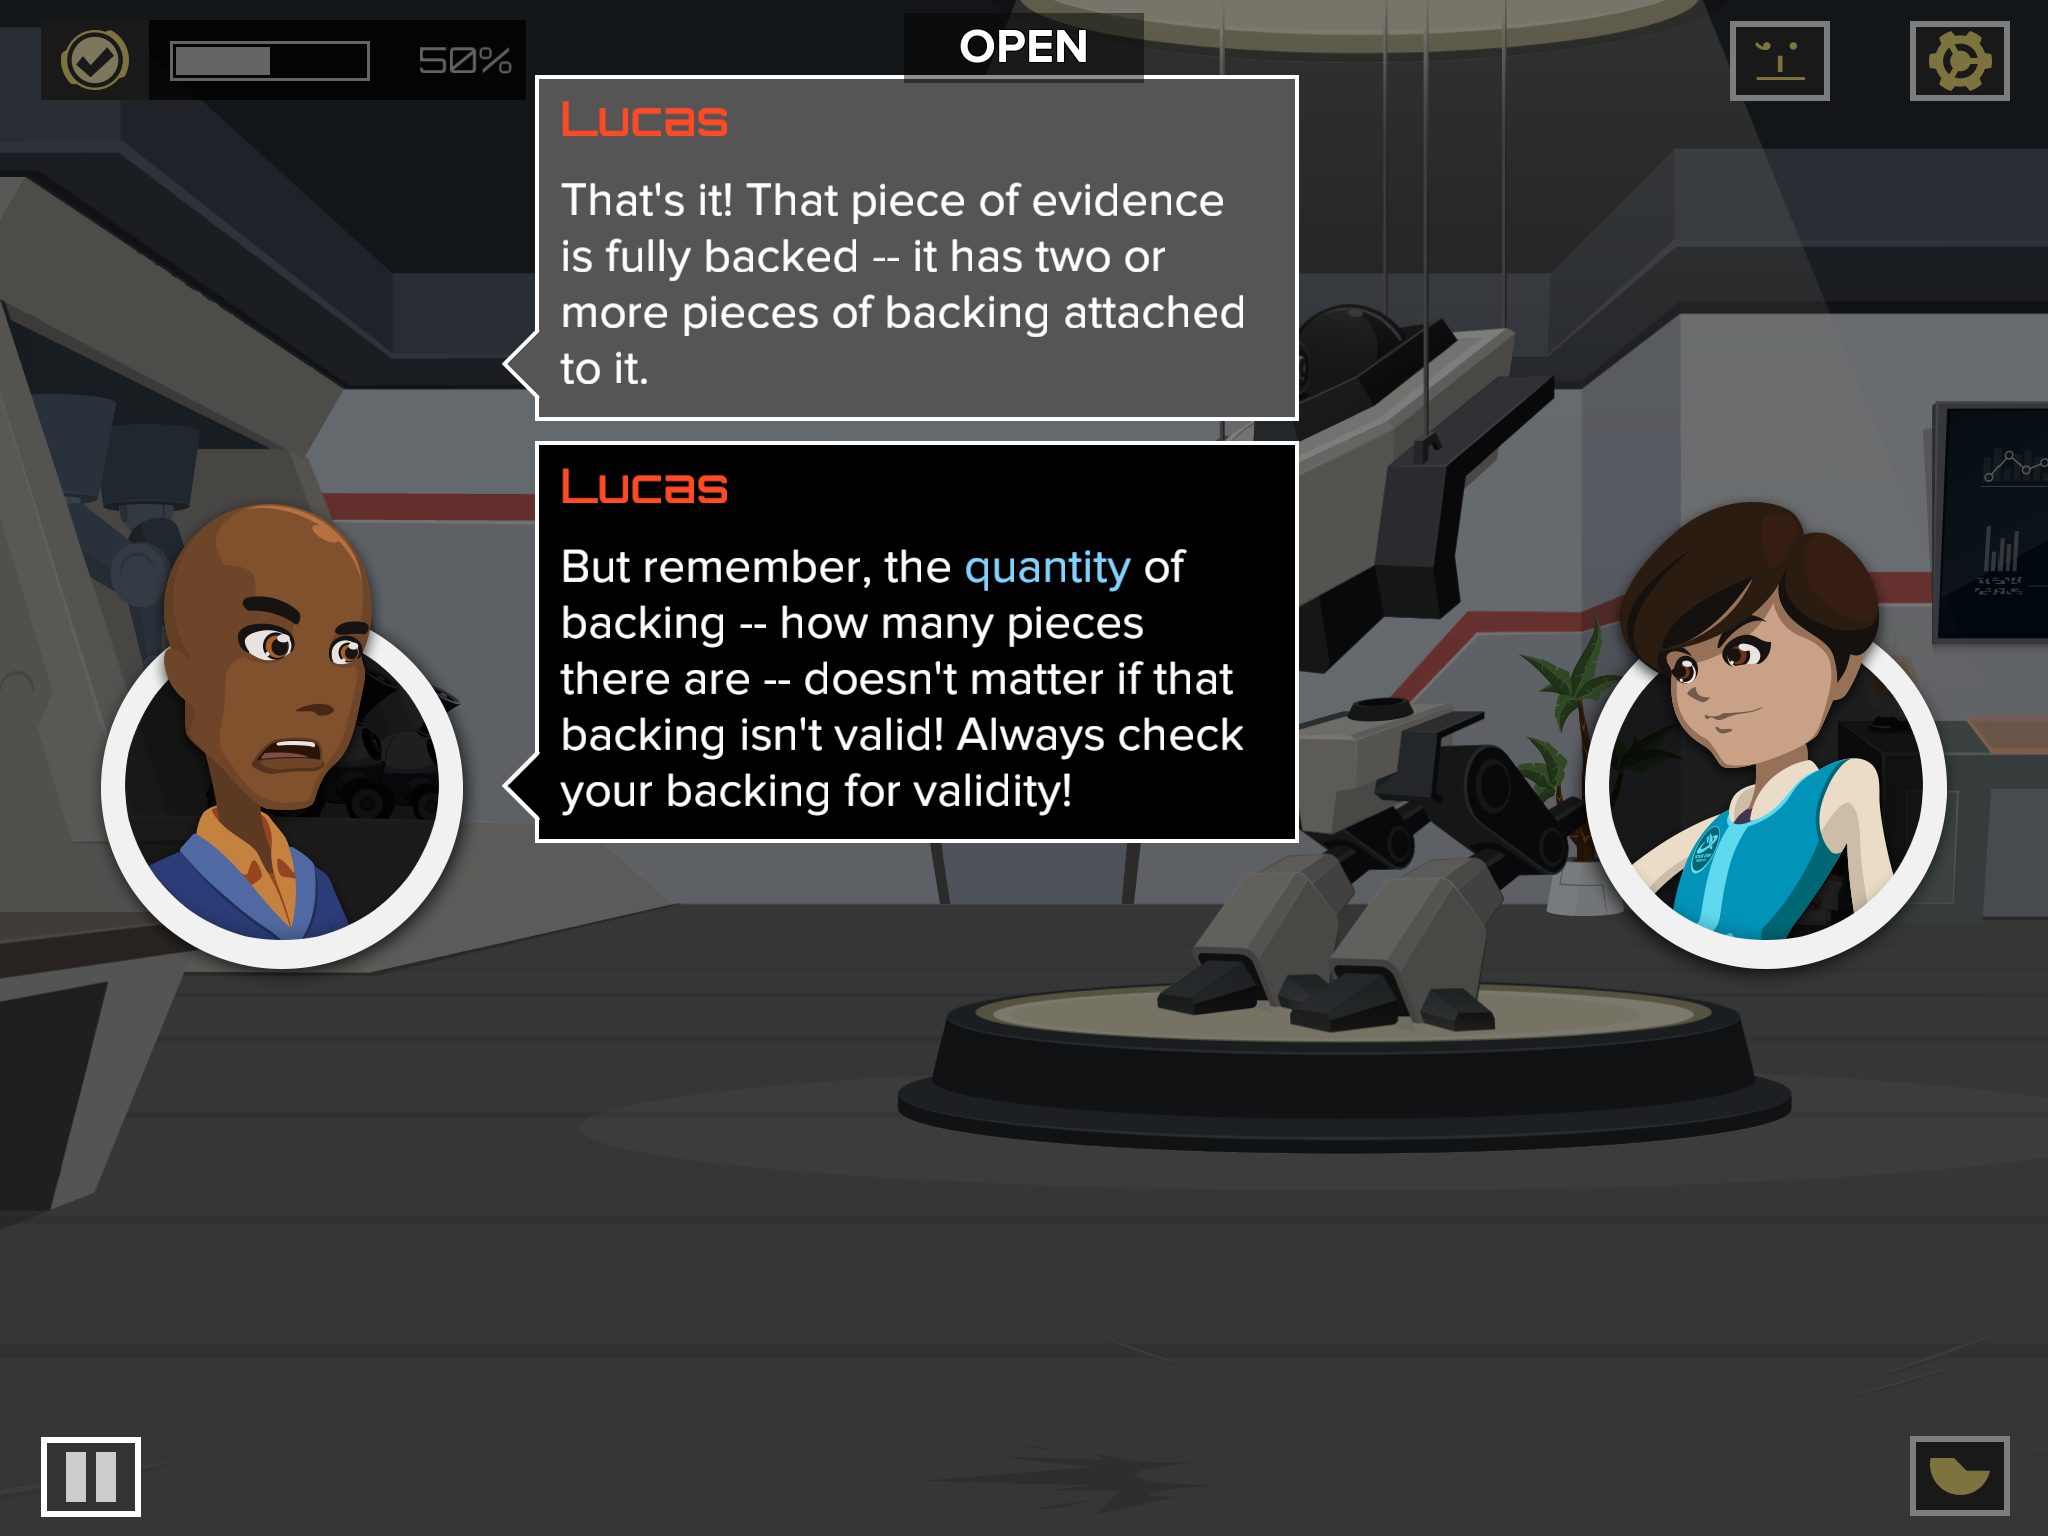 50%
OPEN
Lucas
That's it! That piece of evidence
is fully backed -- it has two or
more pieces of backing attached
to it.
Lucas
But remember, the quantity of
backing -- how many pieces
there are -- doesn't matter if that
backing isn't valid! Always check
your backing for validity!